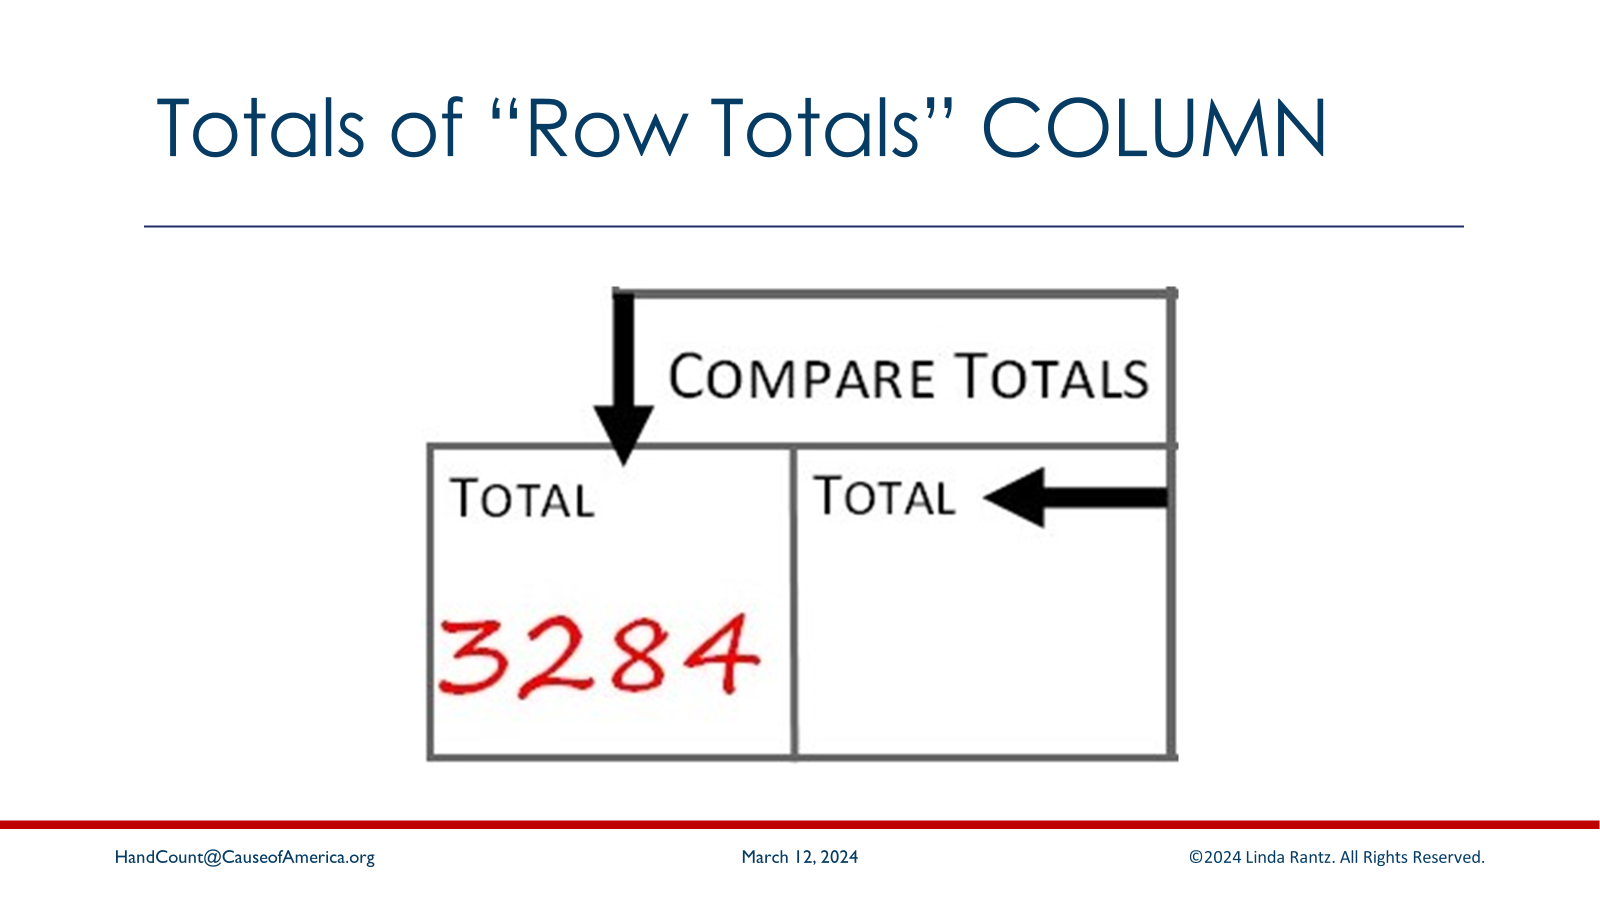 Totals of “Row Totals” COLUMN
COMPARE TOTALS
TOTAL
TOTAL
3284
HandCount@CauseofAmerica.org
March 12, 2024
©2024 Linda Rantz. All Rights Reserved.